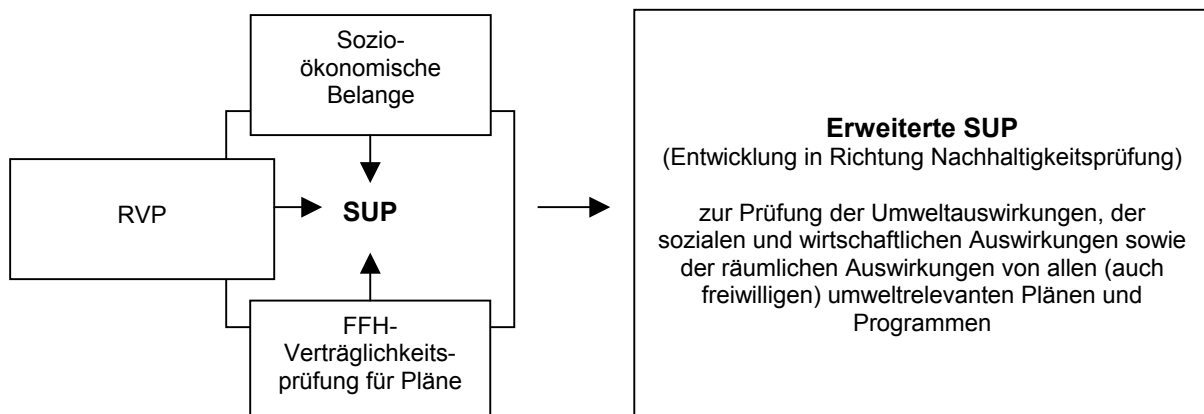 Sozio-
ökonomische
Belange
RVP
SUP
FFH-
Verträglichkeits-
prüfung für Pläne
Erweiterte SUP
(Entwicklung in Richtung Nachhaltigkeitsprüfung)
zur Prüfung der Umweltauswirkungen, der
sozialen und wirtschaftlichen Auswirkungen sowie
der räumlichen Auswirkungen von allen (auch
freiwilligen) umweltrelevanten Plänen und
Programmen